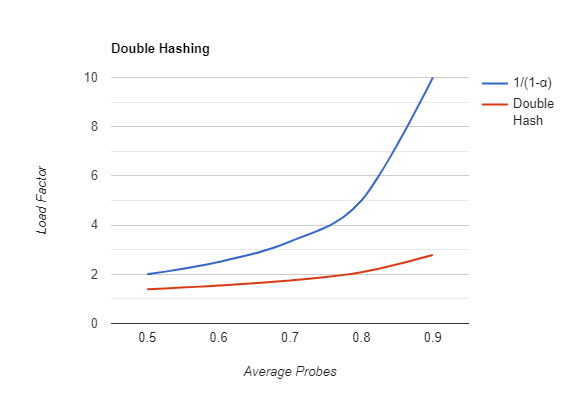 Double Hashing
10
8
6
4
2
0
Load Factor
0.5 0.6 0.7 0.8 0.9
Average Probes
1/(1-α)
Double
Hash